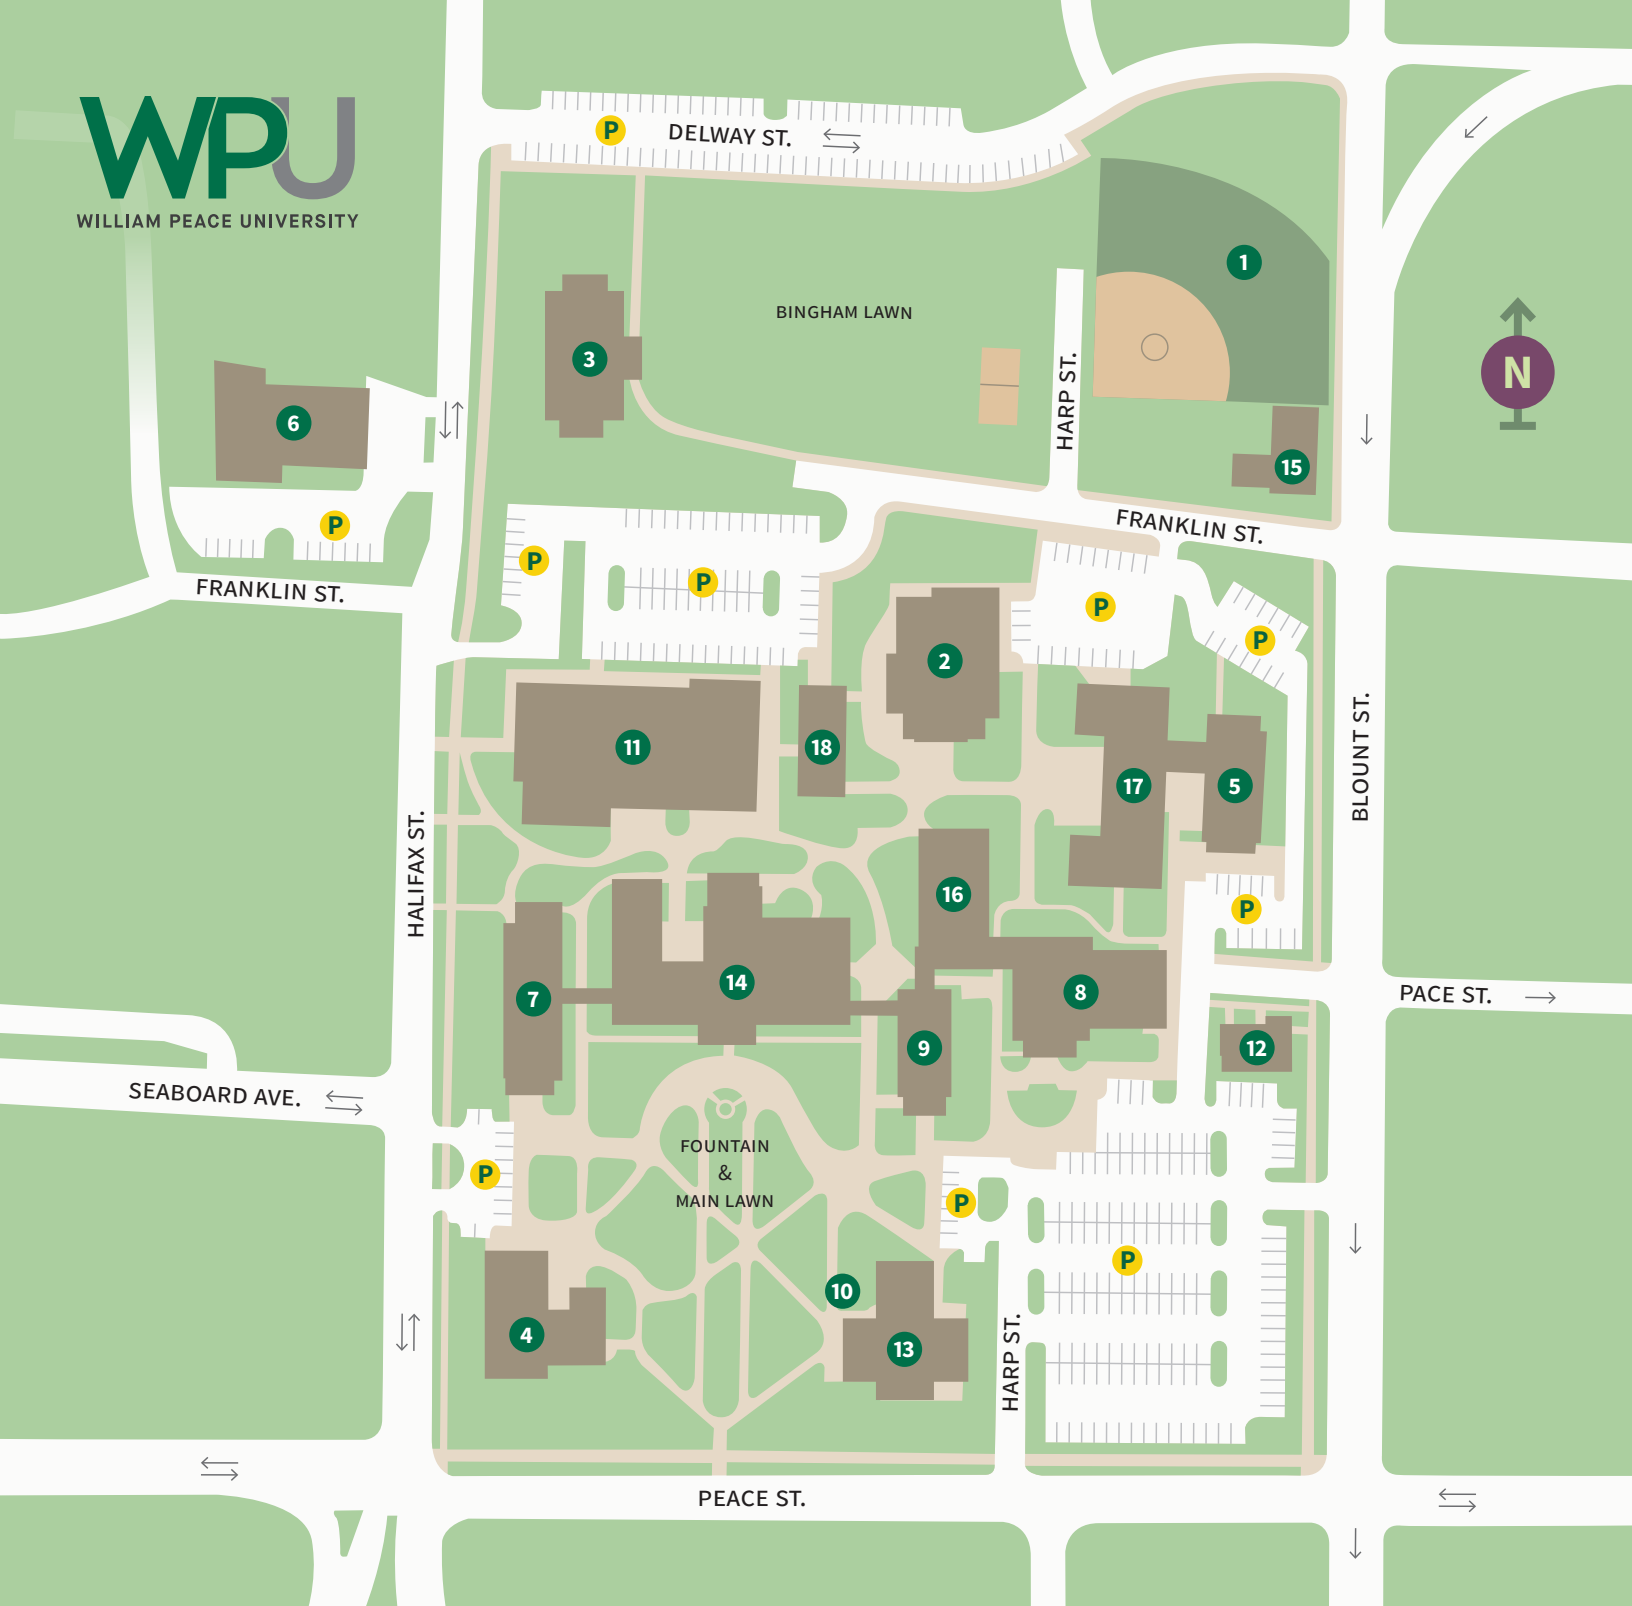 WPU
WILLIAM PEACE UNIVERSITY
P
DELWAY ST.
1
BINGHAM LAWN
N
3
HARP ST.
6
15
P
FRANKLIN ST.
P
P
FRANKLIN ST.
P
P
2
11
18
17
5
BLOUNT ST.
HALIFAX ST.
16
P
14
7
8
PACE ST.
9
12
SEABOARD AVE.
FOUNTAIN
&
MAIN LAWN
P
P
P
10
4
13
HARP ST.
PEACE ST.